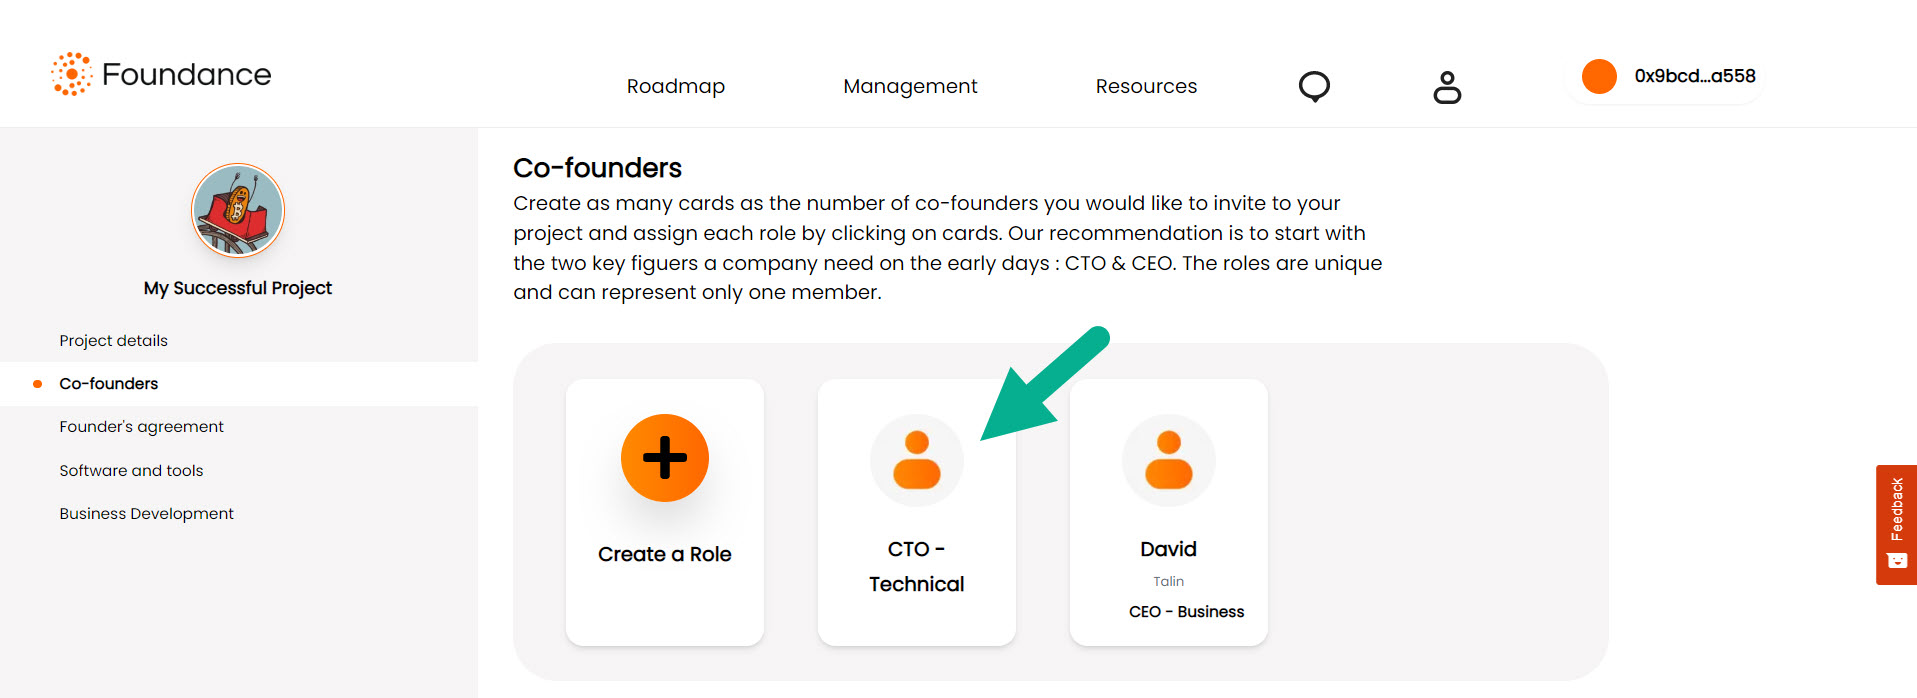 Foundance
Roadmap
Management
Resources
0x9bcd...a558
My Successful Project
Project details
Co-founders
Founder's agreement
Software and tools
Business Development
Co-founders
Create as many cards as the number of co-founders you would like to invite to your
project and assign each role by clicking on cards. Our recommendation is to start with
the two key figuers a company need on the early days : CTO & CEO. The roles are unique
and can represent only one member.
Create a Role
CTO -
Technical
David
Talin
CEO - Business
Feedback